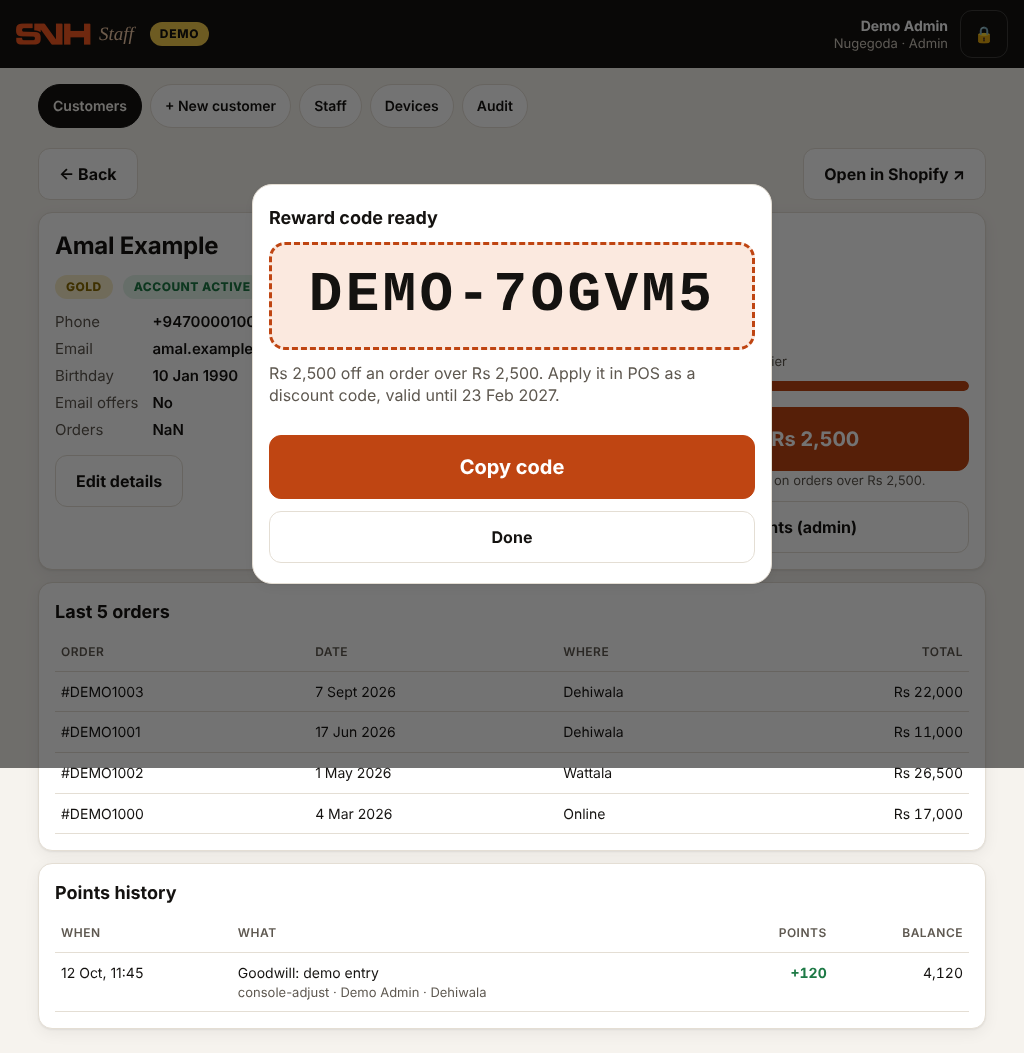 SNH Staff DEMO
Demo Admin
Nugegoda · Admin
Customers + New customer Staff Devices Audit
← Back
Open in Shopify ↗
Reward code ready
DEMO-7OGVM5
Rs 2,500 off an order over Rs 2,500. Apply it in POS as a
discount code, valid until 23 Feb 2027.
Copy code
Done
Amal Example
GOLD ACCOUNT ACTIVE
Phone +9470000100
Email amal.example
Birthday 10 Jan 1990
Email offers No
Orders NaN
Edit details
Rs 2,500
on orders over Rs 2,500.
(admin)
Last 5 orders
ORDER DATE WHERE TOTAL
#DEMO1003 7 Sept 2026 Dehiwala Rs 22,000
#DEMO1001 17 Jun 2026 Dehiwala Rs 11,000
#DEMO1002 1 May 2026 Wattala Rs 26,500
#DEMO1000 4 Mar 2026 Online Rs 17,000
Points history
WHEN WHAT POINTS BALANCE
12 Oct, 11:45 Goodwill: demo entry +120 4,120
console-adjust · Demo Admin · Dehiwala